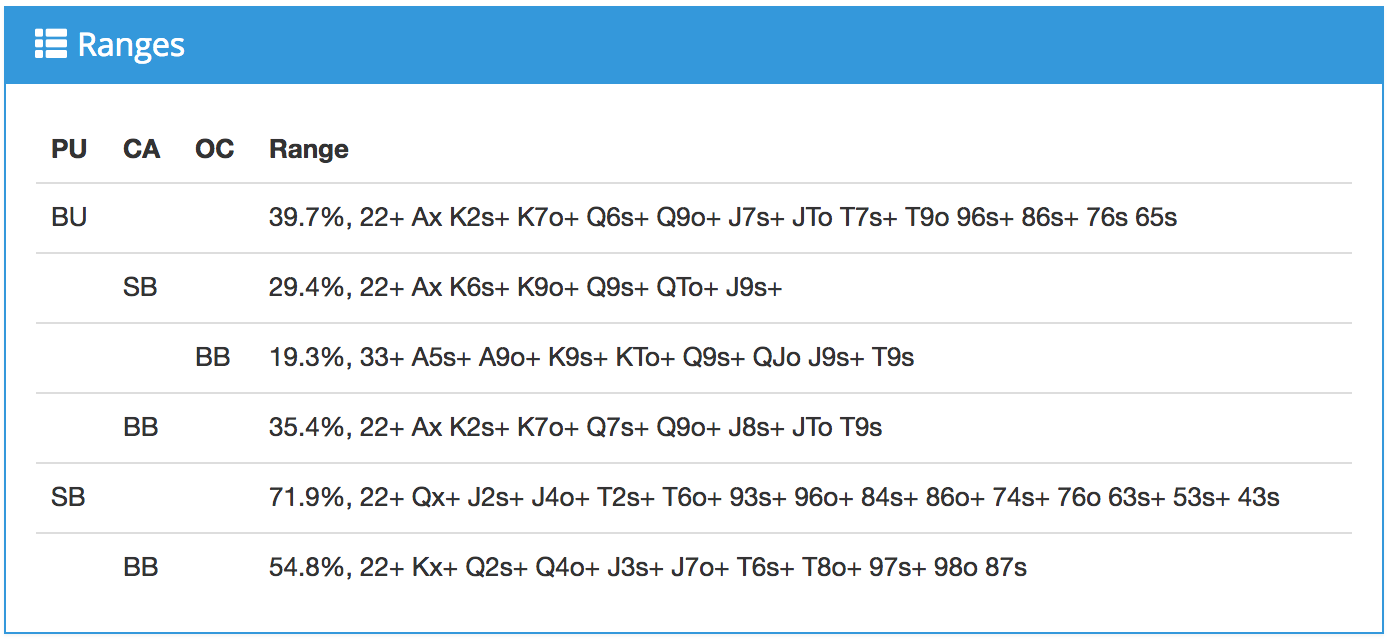 Ranges
PU CA OC Range
BU 39.7%, 22+ Ax K2s+ K7o+ Q6s+ Q9o+ J7s+ JTo T7s+ T9o 96s+ 86s+ 76s 65s
SB 29.4%, 22+ Ax K6s+ K9o+ Q9s+ QTo+ J9s+
BB 19.3%, 33+ A5s+ A9o+ K9s+ KTo+ Q9s+ QJo J9s+ T9s
BB 35.4%, 22+ Ax K2s+ K7o+ Q7s+ Q9o+ J8s+ JTo T9s
SB 71.9%, 22+ Qx+ J2s+ J4o+ T2s+ T6o+ 93s+ 96o+ 84s+ 86o+ 74s+ 76o 63s+ 53s+ 43s
BB 54.8%, 22+ Kx+ Q2s+ Q4o+ J3s+ J7o+ T6s+ T8o+ 97s+ 98o 87s